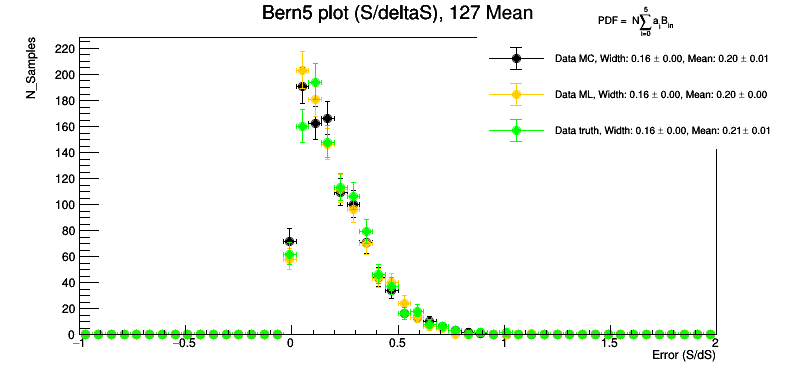 Bern5 plot (S/deltaS), 127 Mean
PDF = N∑ a_i B_in
5
i=0
Data MC, Width: 0.16 ± 0.00, Mean: 0.20 ± 0.01
Data ML, Width: 0.16 ± 0.00, Mean: 0.20 ± 0.00
Data truth, Width: 0.16 ± 0.00, Mean: 0.21 ± 0.01
N_Samples
220
200
180
160
140
120
100
80
60
40
20
0
−1 −0.5 0 0.5 1 1.5 2
Error (S/dS)